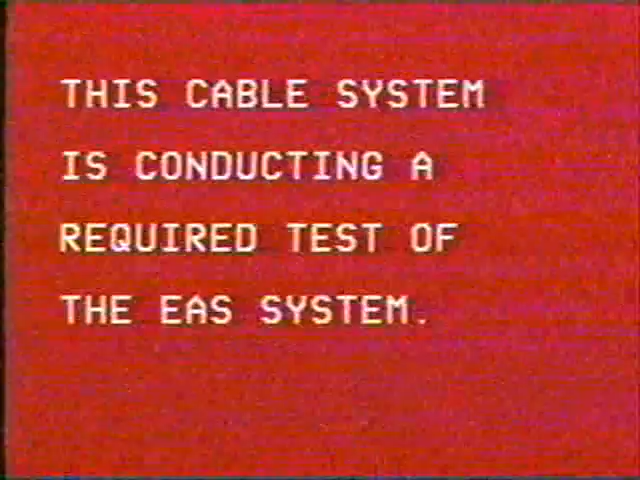 THIS CABLE SYSTEM
IS CONDUCTING A
REQUIRED TEST OF
THE EAS SYSTEM.